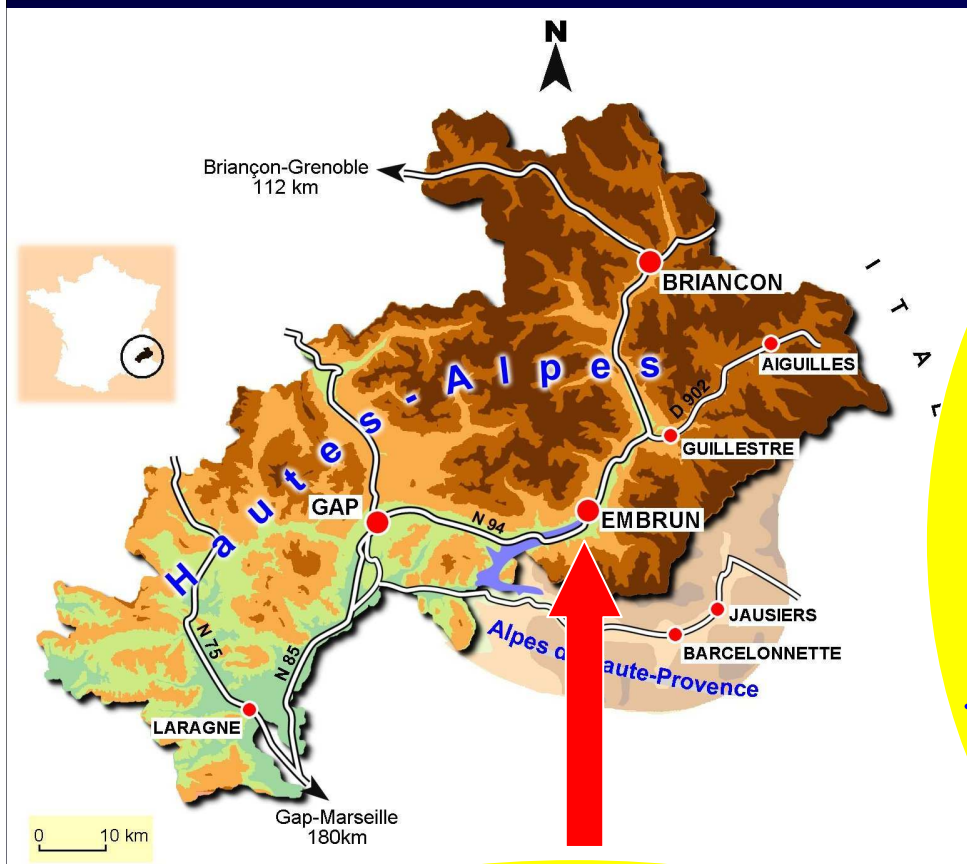 N
Briançon-Grenoble
112 km
BRIANCON
ITAL
AIGUILLES
Hautes-Alpes
D 902
GUILLESTRE
GAP
N 94
EMBRUN
JAUSIERS
BARCELONNETTE
Alpes d aute-Provence
N 75
N 85
LARAGNE
Gap-Marseille
180km
0 10 km